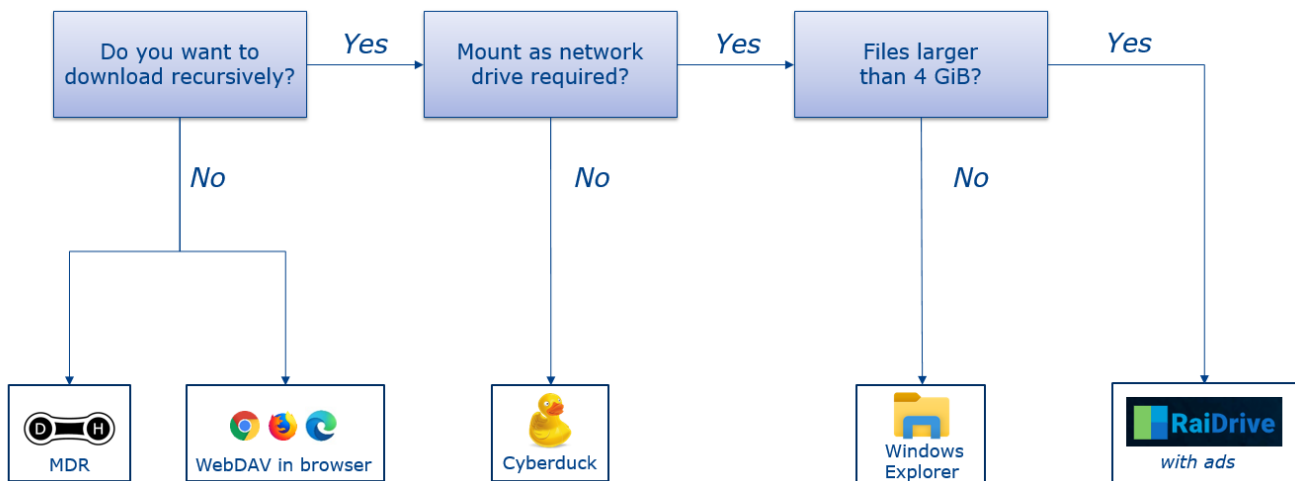 Do you want to
download recursively?
Yes
Mount as network
drive required?
Yes
Files larger
than 4 GiB?
Yes
No
No
No
D H
MDR
WebDAV in browser
Cyberduck
Windows
Explorer
RaiDrive
with ads